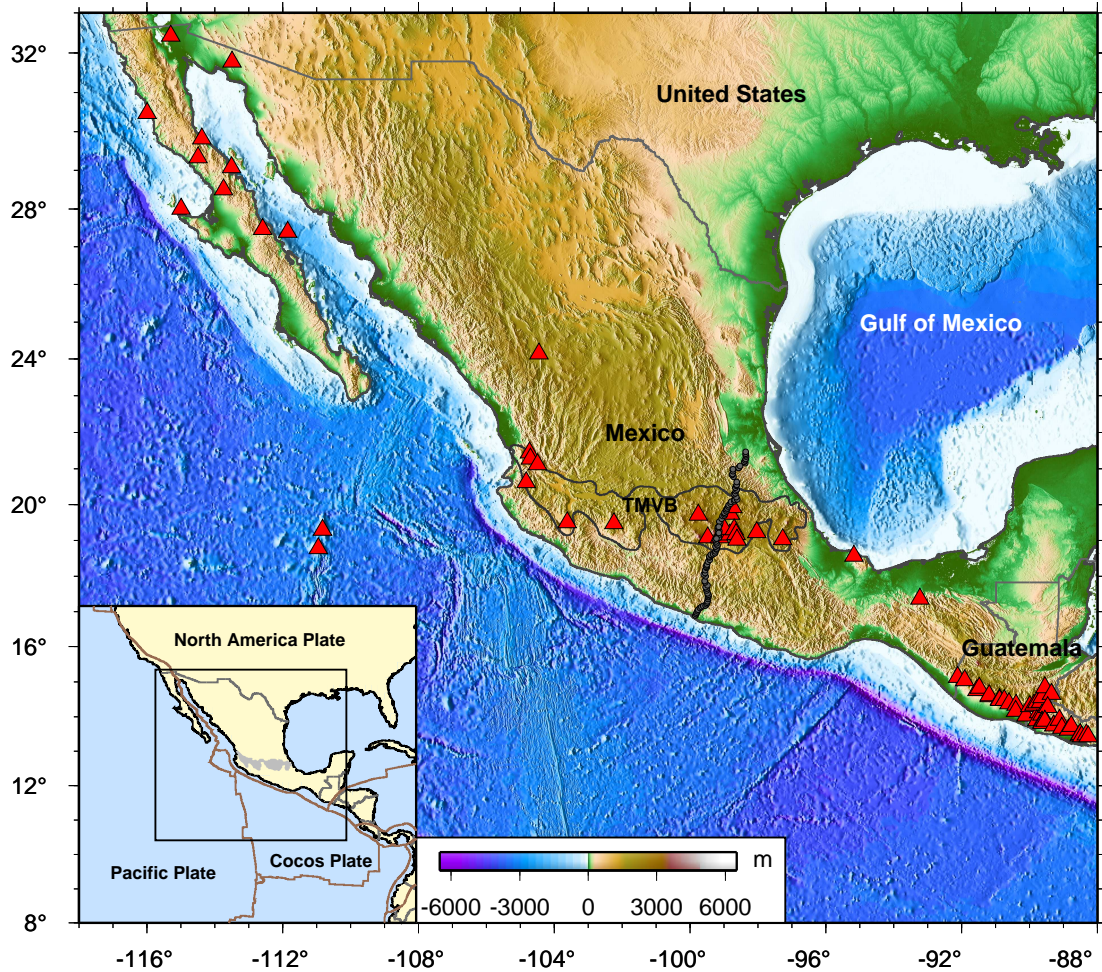 32°
United States
28°
Gulf of Mexico
24°
Mexico
20°
TMVB
16°
North America Plate
Guatemala
12°
Cocos Plate
Pacific Plate
m
-6000 -3000 0 3000 6000
8°
-116° -112° -108° -104° -100° -96° -92° -88°